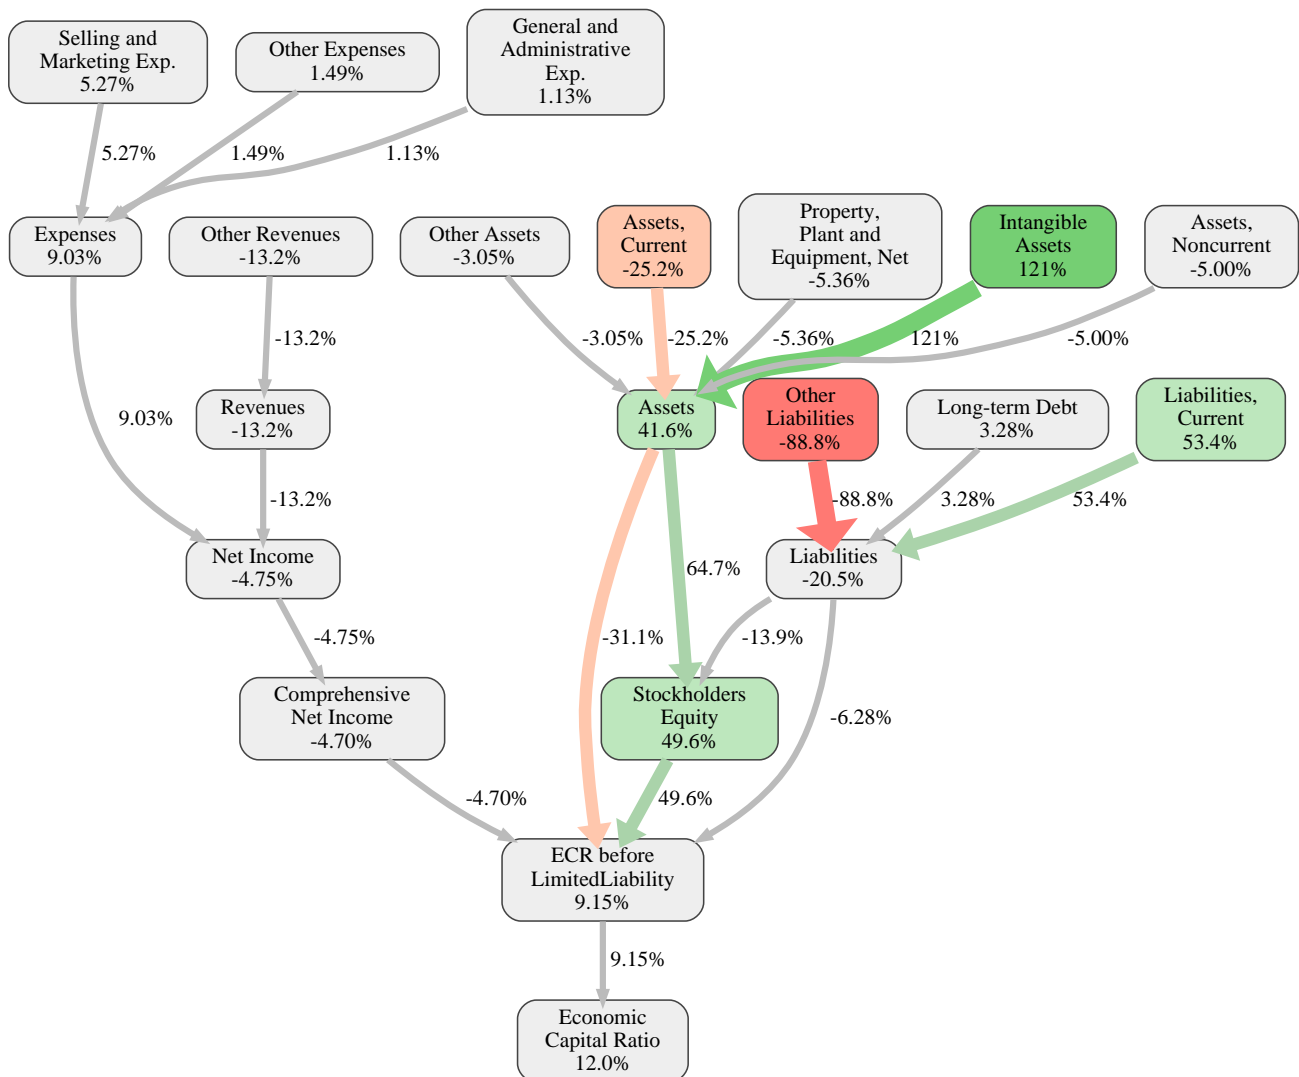 Selling and
Marketing Exp.
5.27%
Other Expenses
1.49%
General and
Administrative
Exp.
1.13%
5.27%
1.49%
1.13%
Expenses
9.03%
Other Revenues
-13.2%
Other Assets
-3.05%
Assets,
Current
-25.2%
Property,
Plant and
Equipment, Net
-5.36%
Intangible
Assets
121%
Assets,
Noncurrent
-5.00%
-13.2%
-3.05%
-25.2%
-5.36%
121%
-5.00%
9.03%
Revenues
-13.2%
Assets
41.6%
Other
Liabilities
-88.8%
Long-term Debt
3.28%
Liabilities,
Current
53.4%
-13.2%
-88.8%
3.28%
53.4%
Net Income
-4.75%
64.7%
Liabilities
-20.5%
-4.75%
-31.1%
-13.9%
Comprehensive
Net Income
-4.70%
Stockholders
Equity
49.6%
-6.28%
-4.70%
49.6%
ECR before
LimitedLiability
9.15%
9.15%
Economic
Capital Ratio
12.0%